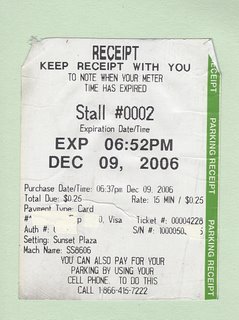 RECEIPT
KEEP RECEIPT WITH YOU
TO NOTE WHEN YOUR METER
TIME HAS EXPIRED
Stall #0002
Expiration Date/Time
EXP 06:52PM
DEC 09, 2006
Purchase Date/Time: 06:37pm Dec 09, 2006
Total Due: $0.25 Rate: 15 MIN / $0.25
Payment Type: Card
0, Visa Ticket #: 00004228
Auth #: S/N #: 1000050
Setting: Sunset Plaza
Mach Name: SS8606
YOU CAN ALSO PAY FOR YOUR
PARKING BY USING YOUR
CELL PHONE. TO DO THIS
CALL 1-866-415-7222
PARKING RECEIPT
PARKING RECEIPT